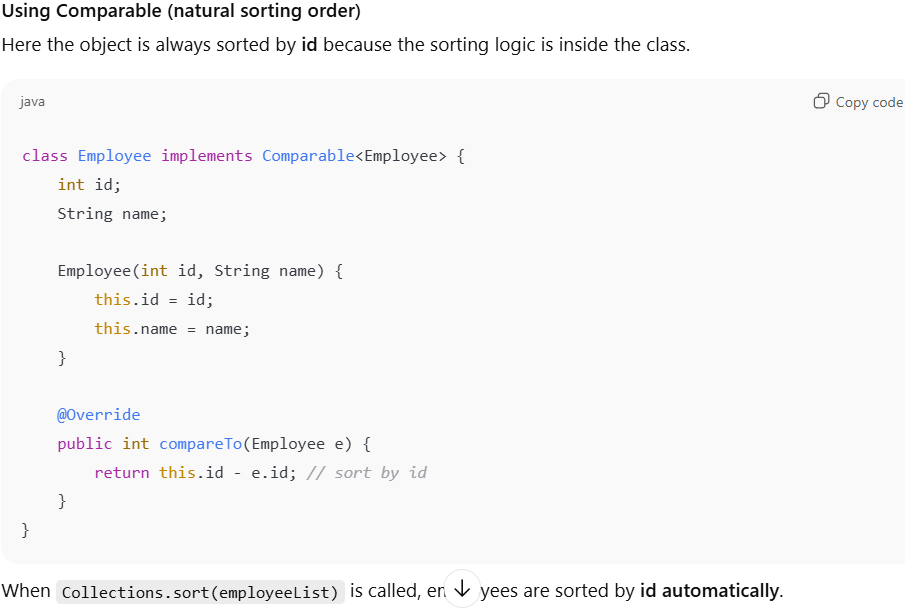 Using Comparable (natural sorting order)
Here the object is always sorted by id because the sorting logic is inside the class.
java
Copy code
class Employee implements Comparable<Employee> {
    int id;
    String name;
    Employee(int id, String name) {
        this.id = id;
        this.name = name;
    }
    @Override
    public int compareTo(Employee e) {
        return this.id - e.id; // sort by id
    }
}
When Collections.sort(employeeList) is called, em yees are sorted by id automatically.